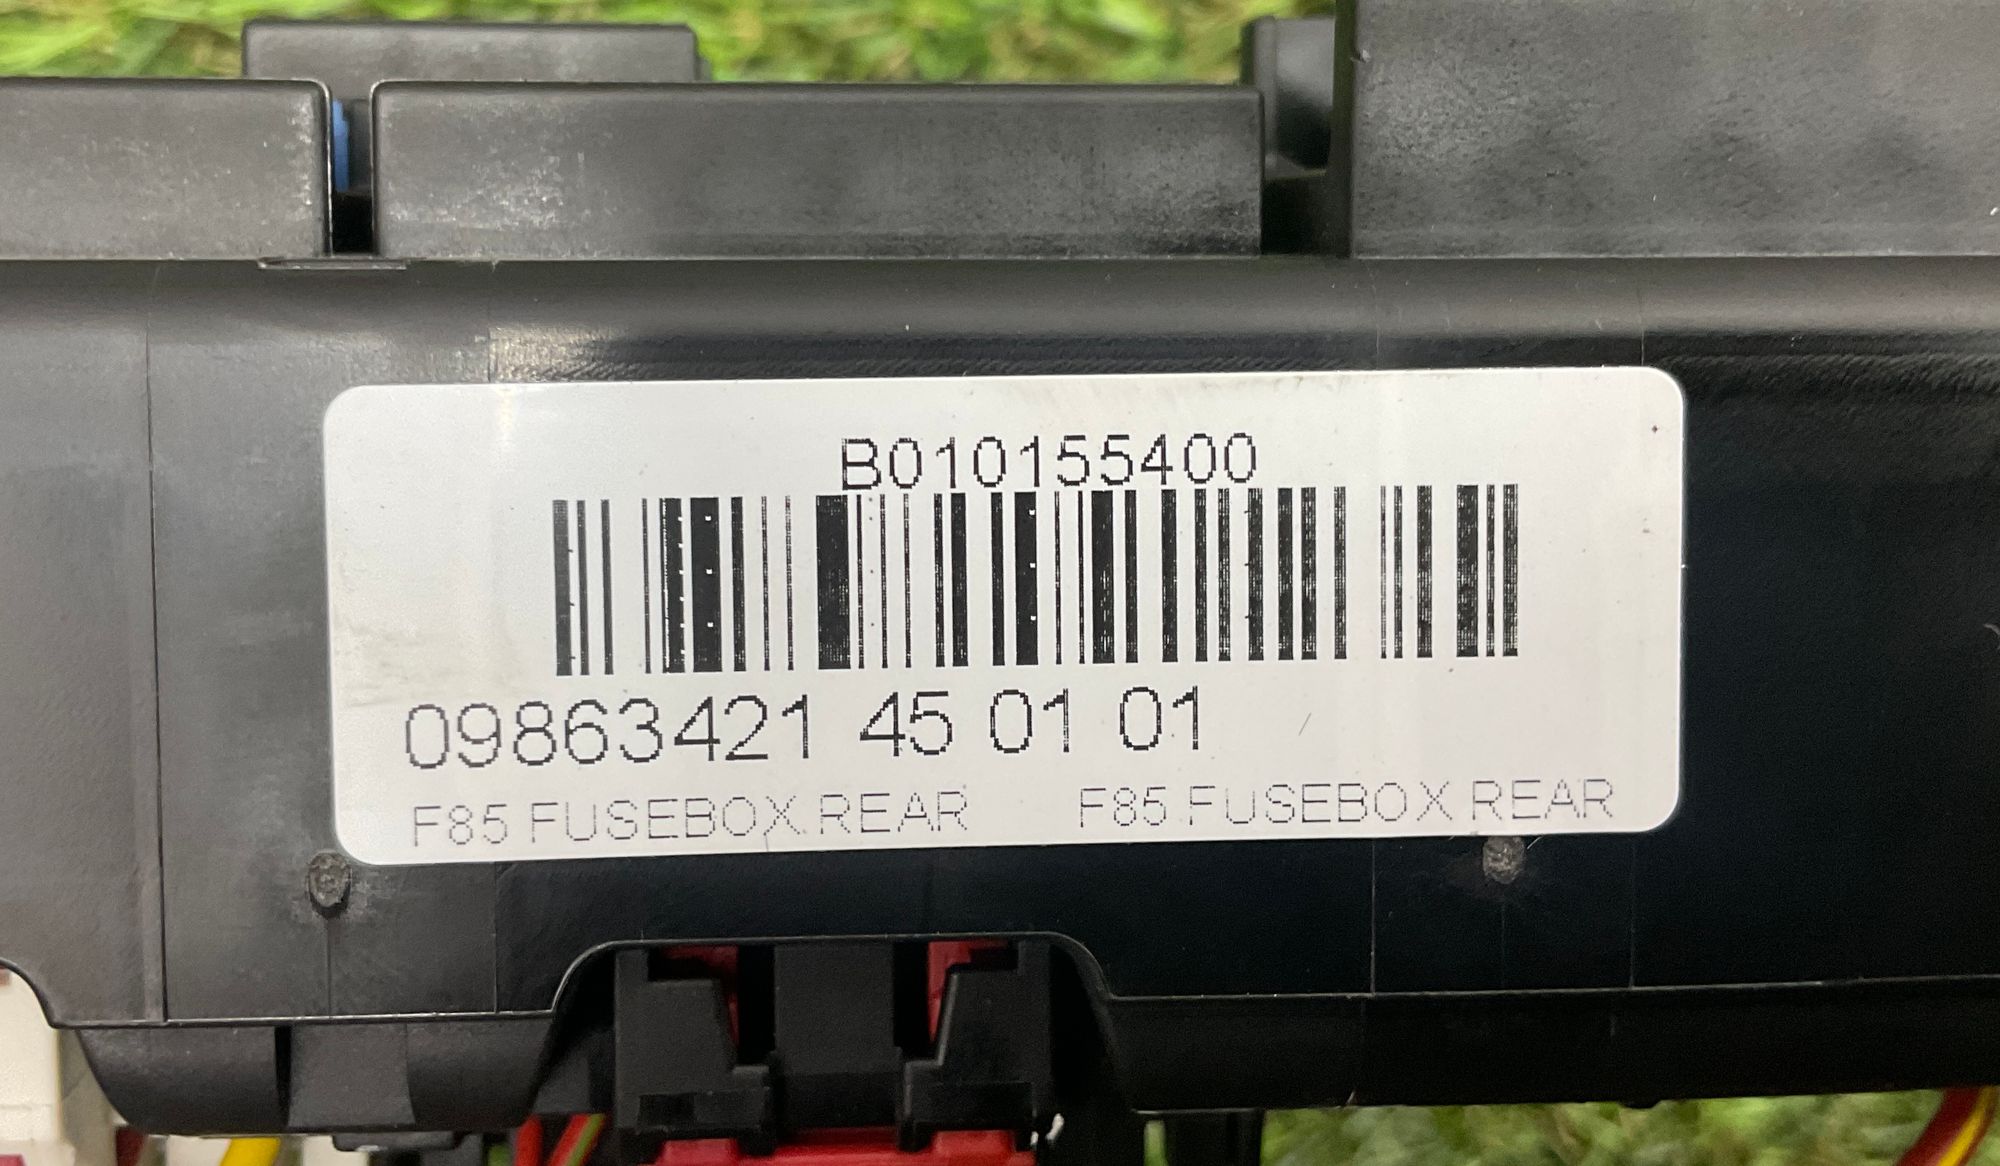 B010155400
09863421 45 01 01
F85 FUSEBOX REAR F85 FUSEBOX REAR